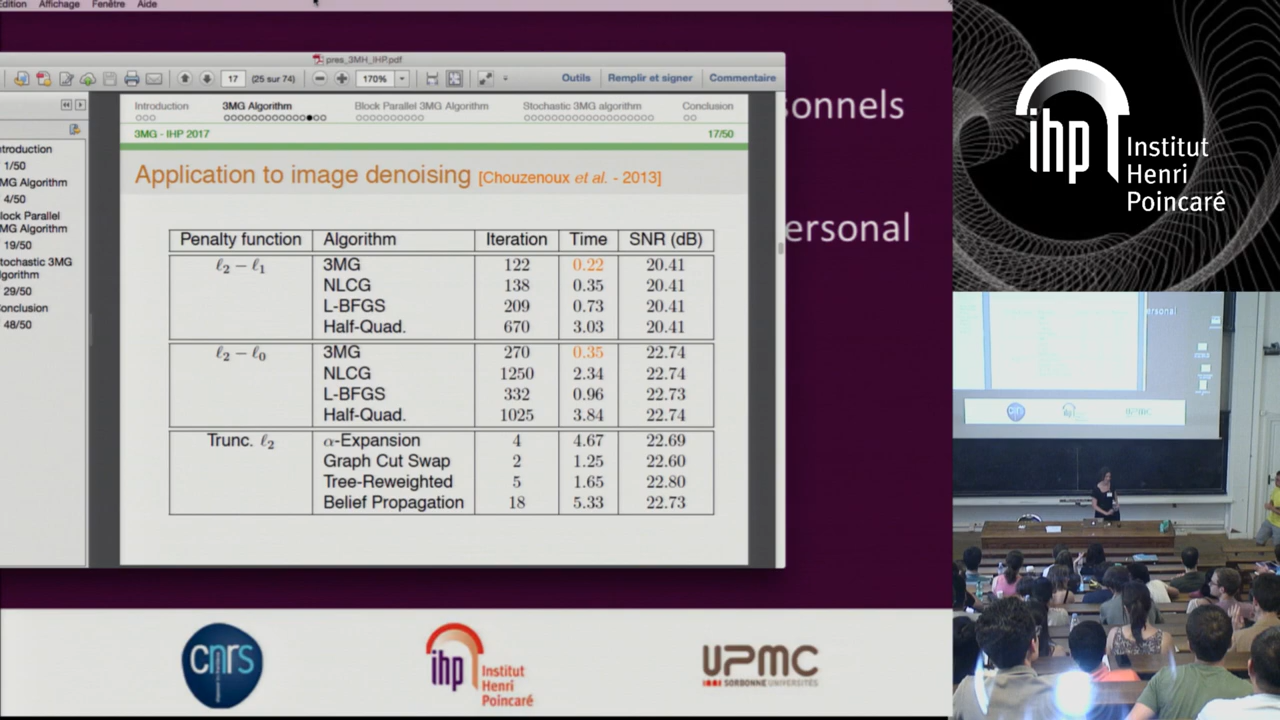 Edition Affichage Fenêtre Aide
pres_3MH_IHP.pdf
17 (25 sur 74) 170% Outils Remplir et signer Commentaire
Introduction 3MG Algorithm Block Parallel 3MG Algorithm Stochastic 3MG algorithm Conclusion
3MG - IHP 2017 17/50
Application to image denoising [Chouzenoux et al. - 2013]
Penalty function Algorithm Iteration Time SNR (dB)
ℓ2 − ℓ1 3MG 122 0.22 20.41
NLCG 138 0.35 20.41
L-BFGS 209 0.73 20.41
Half-Quad. 670 3.03 20.41
ℓ2 − ℓ0 3MG 270 0.35 22.74
NLCG 1250 2.34 22.74
L-BFGS 332 0.96 22.73
Half-Quad. 1025 3.84 22.74
Trunc. ℓ2 α-Expansion 4 4.67 22.69
Graph Cut Swap 2 1.25 22.60
Tree-Reweighted 5 1.65 22.80
Belief Propagation 18 5.33 22.73
ntroduction
1/50
MG Algorithm
4/50
lock Parallel
MG Algorithm
19/50
tochastic 3MG
lgorithm
29/50
onclusion
48/50
sonnels
ersonal
cnrs
ihp Institut
Henri
Poincaré
UPMC
SORBONNE UNIVERSITÉS
ihp Institut
Henri
Poincaré
ersonal
UPMC